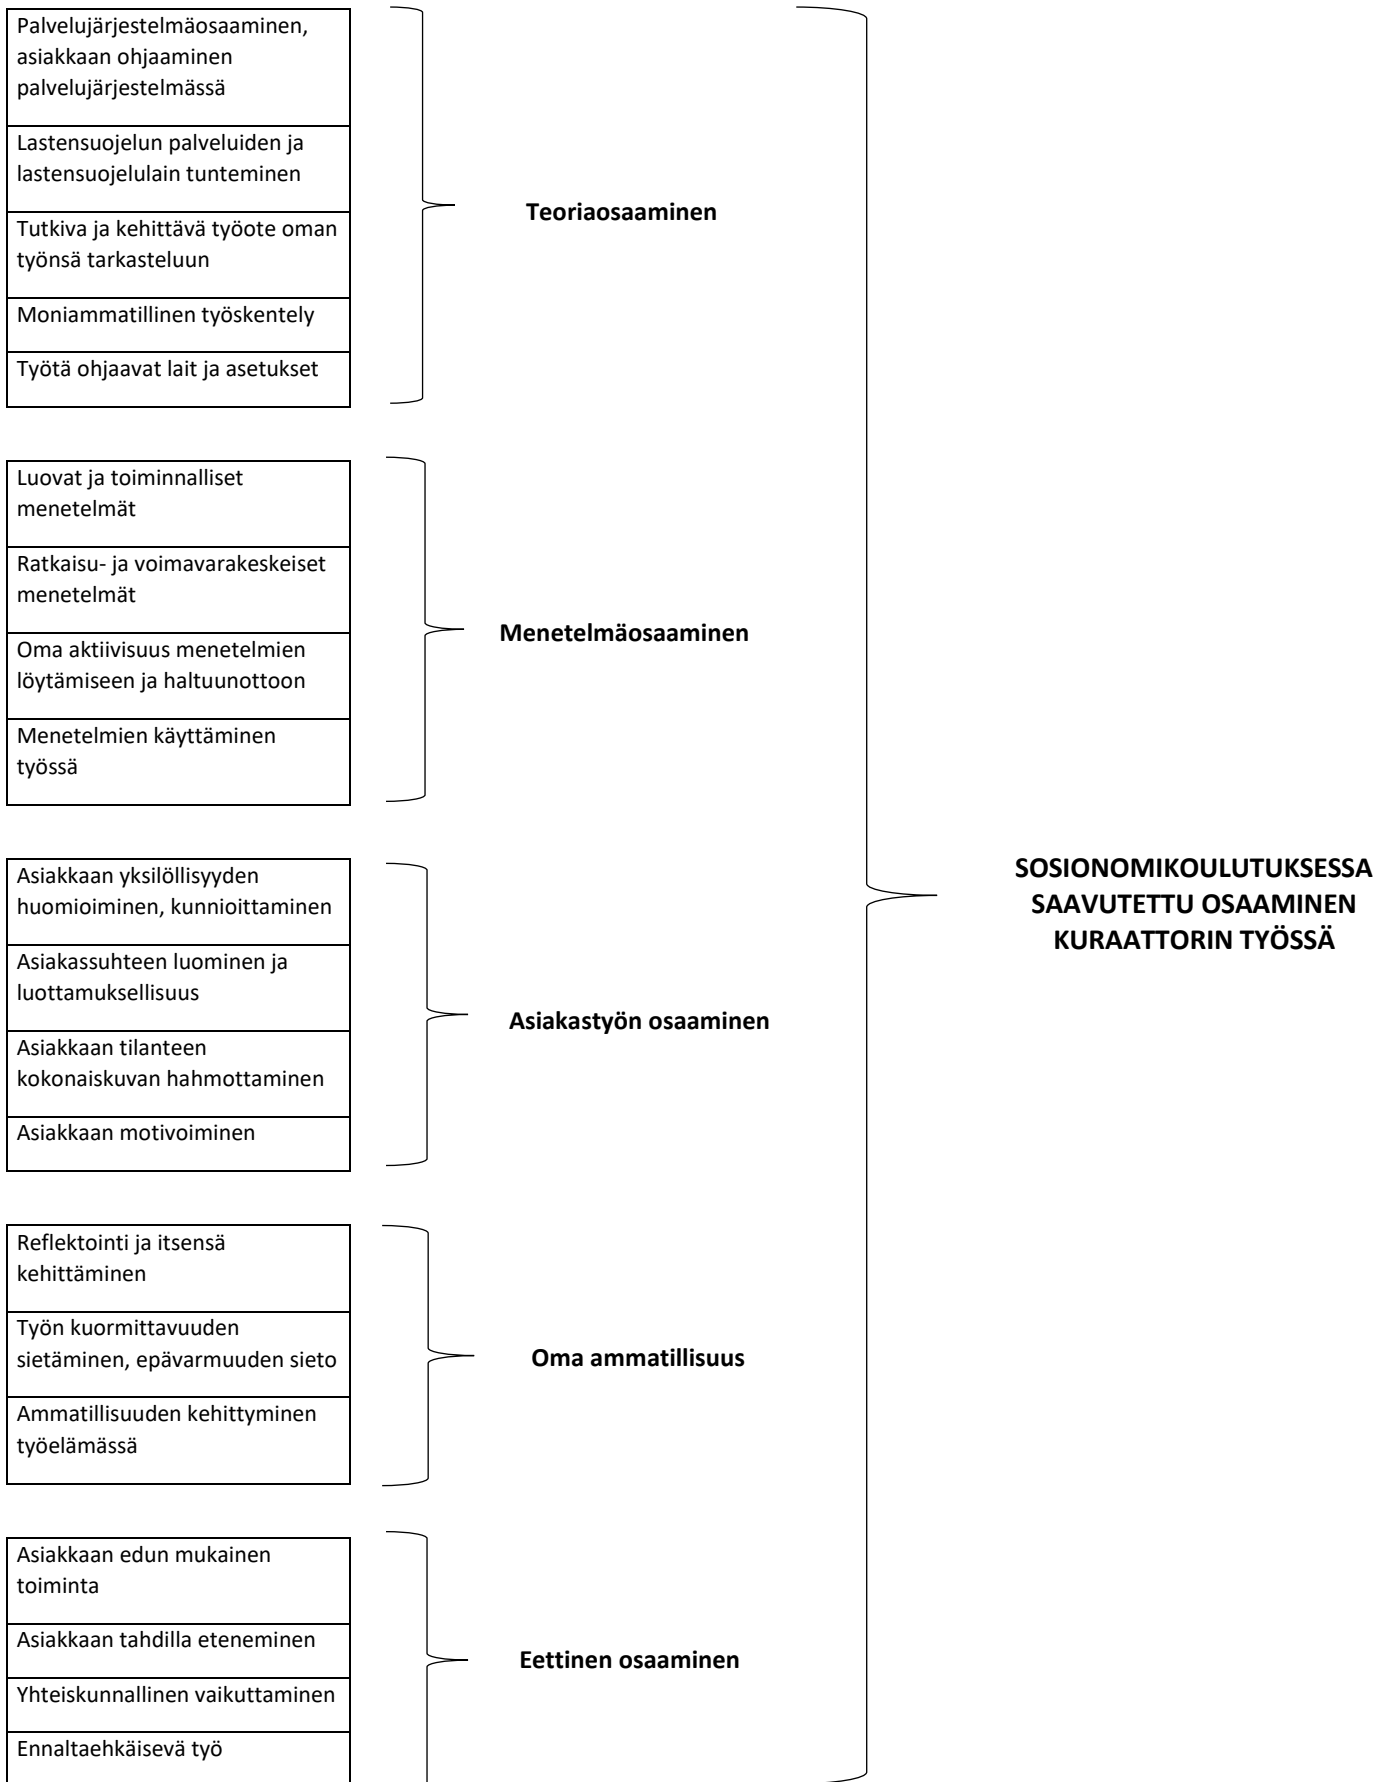 Palvelujärjestelmäosaaminen,
asiakkaan ohjaaminen
palvelujärjestelmässä
Lastensuojelun palveluiden ja
lastensuojelulain tunteminen
Tutkiva ja kehittävä työote oman
työnsä tarkasteluun
Moniammatillinen työskentely
Työtä ohjaavat lait ja asetukset
Teoriaosaaminen
Luovat ja toiminnalliset
menetelmät
Ratkaisu- ja voimavarakeskeiset
menetelmät
Oma aktiivisuus menetelmien
löytämiseen ja haltuunottoon
Menetelmien käyttäminen
työssä
Menetelmäosaaminen
Asiakkaan yksilöllisyyden
huomioiminen, kunnioittaminen
Asiakassuhteen luominen ja
luottamuksellisuus
Asiakkaan tilanteen
kokonaiskuvan hahmottaminen
Asiakkaan motivoiminen
Asiakastyön osaaminen
Reflektointi ja itsensä
kehittäminen
Työn kuormittavuuden
sietäminen, epävarmuuden sieto
Ammatillisuuden kehittyminen
työelämässä
Oma ammatillisuus
Asiakkaan edun mukainen
toiminta
Asiakkaan tahdilla eteneminen
Yhteiskunnallinen vaikuttaminen
Ennaltaehkäisevä työ
Eettinen osaaminen
SOSIONOMIKOULUTUKSESSA
SAAVUTETTU OSAAMINEN
KURAATTORIN TYÖSSÄ